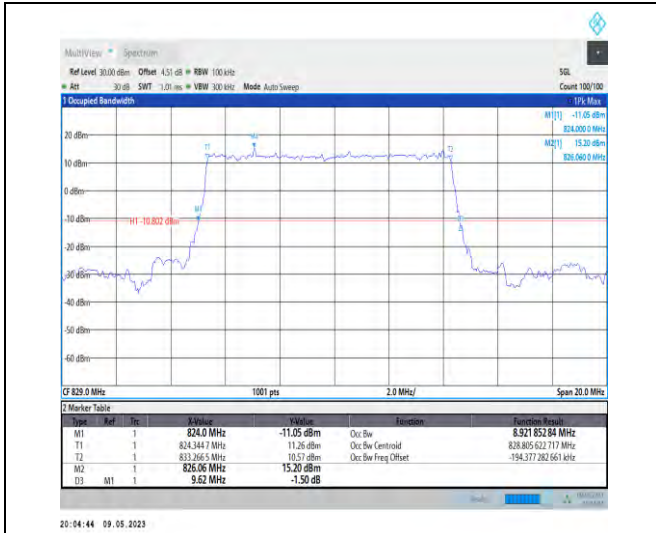 MultiView Spectrum
Ref Level 30.00 dBm Offset 4.51 dB RBW 100 kHz SGL
Att 30 dB SWT 1.01 ms VBW 300 kHz Mode Auto Sweep Count 100/100
1 Occupied Bandwidth 1Pk Max
M1[1] -11.05 dBm
824.000 0 MHz
M2[1] 15.20 dBm
826.060 0 MHz
20 dBm
M2
T1 T2
10 dBm
0 dBm
M1
-10 dBm H1 -10.802 dBm
-20 dBm
-30 dBm
-40 dBm
-50 dBm
-60 dBm
CF 829.0 MHz 1001 pts 2.0 MHz/ Span 20.0 MHz
2 Marker Table
Type Ref Trc X-Value Y-Value Function Function Result
M1 1 824.0 MHz -11.05 dBm Occ Bw 8.921 852 84 MHz
T1 1 824.344 7 MHz 11.26 dBm Occ Bw Centroid 828.805 622 717 MHz
T2 1 833.266 5 MHz 10.57 dBm Occ Bw Freq Offset -194.377 282 661 kHz
M2 1 826.06 MHz 15.20 dBm
D3 M1 1 9.62 MHz -1.50 dB
20:04:44 09.05.2023